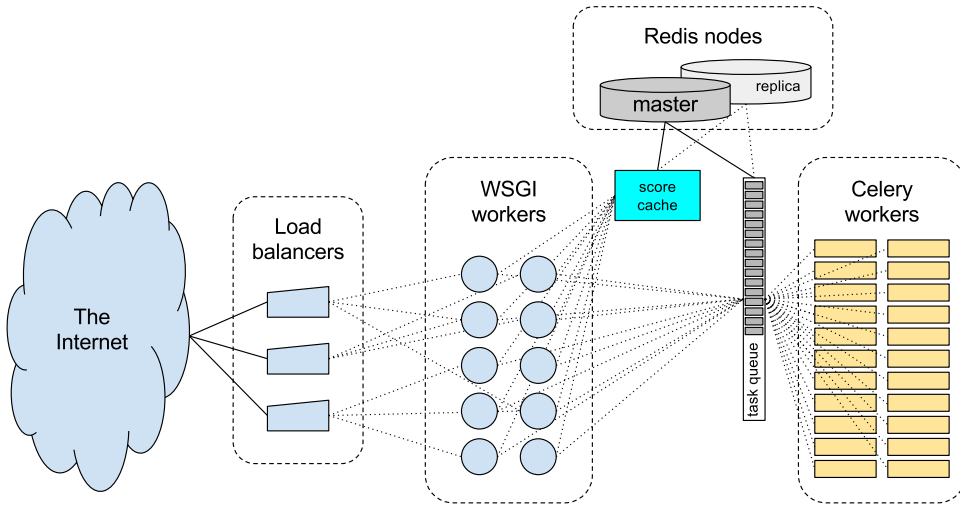 Redis nodes
replica
master
WSGI
workers
score
cache
Celery
workers
Load
balancers
The
Internet
task queue